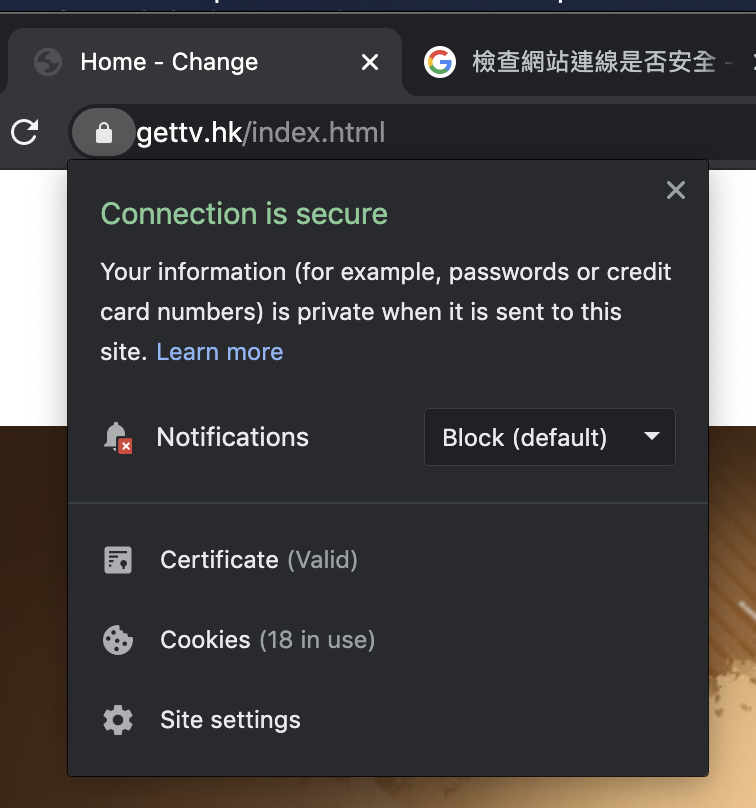 Home - Change
檢查網站連線是否安全 -
gettv.hk/index.html
Connection is secure
Your information (for example, passwords or credit
card numbers) is private when it is sent to this
site. Learn more
Notifications
Block (default)
Certificate (Valid)
Cookies (18 in use)
Site settings